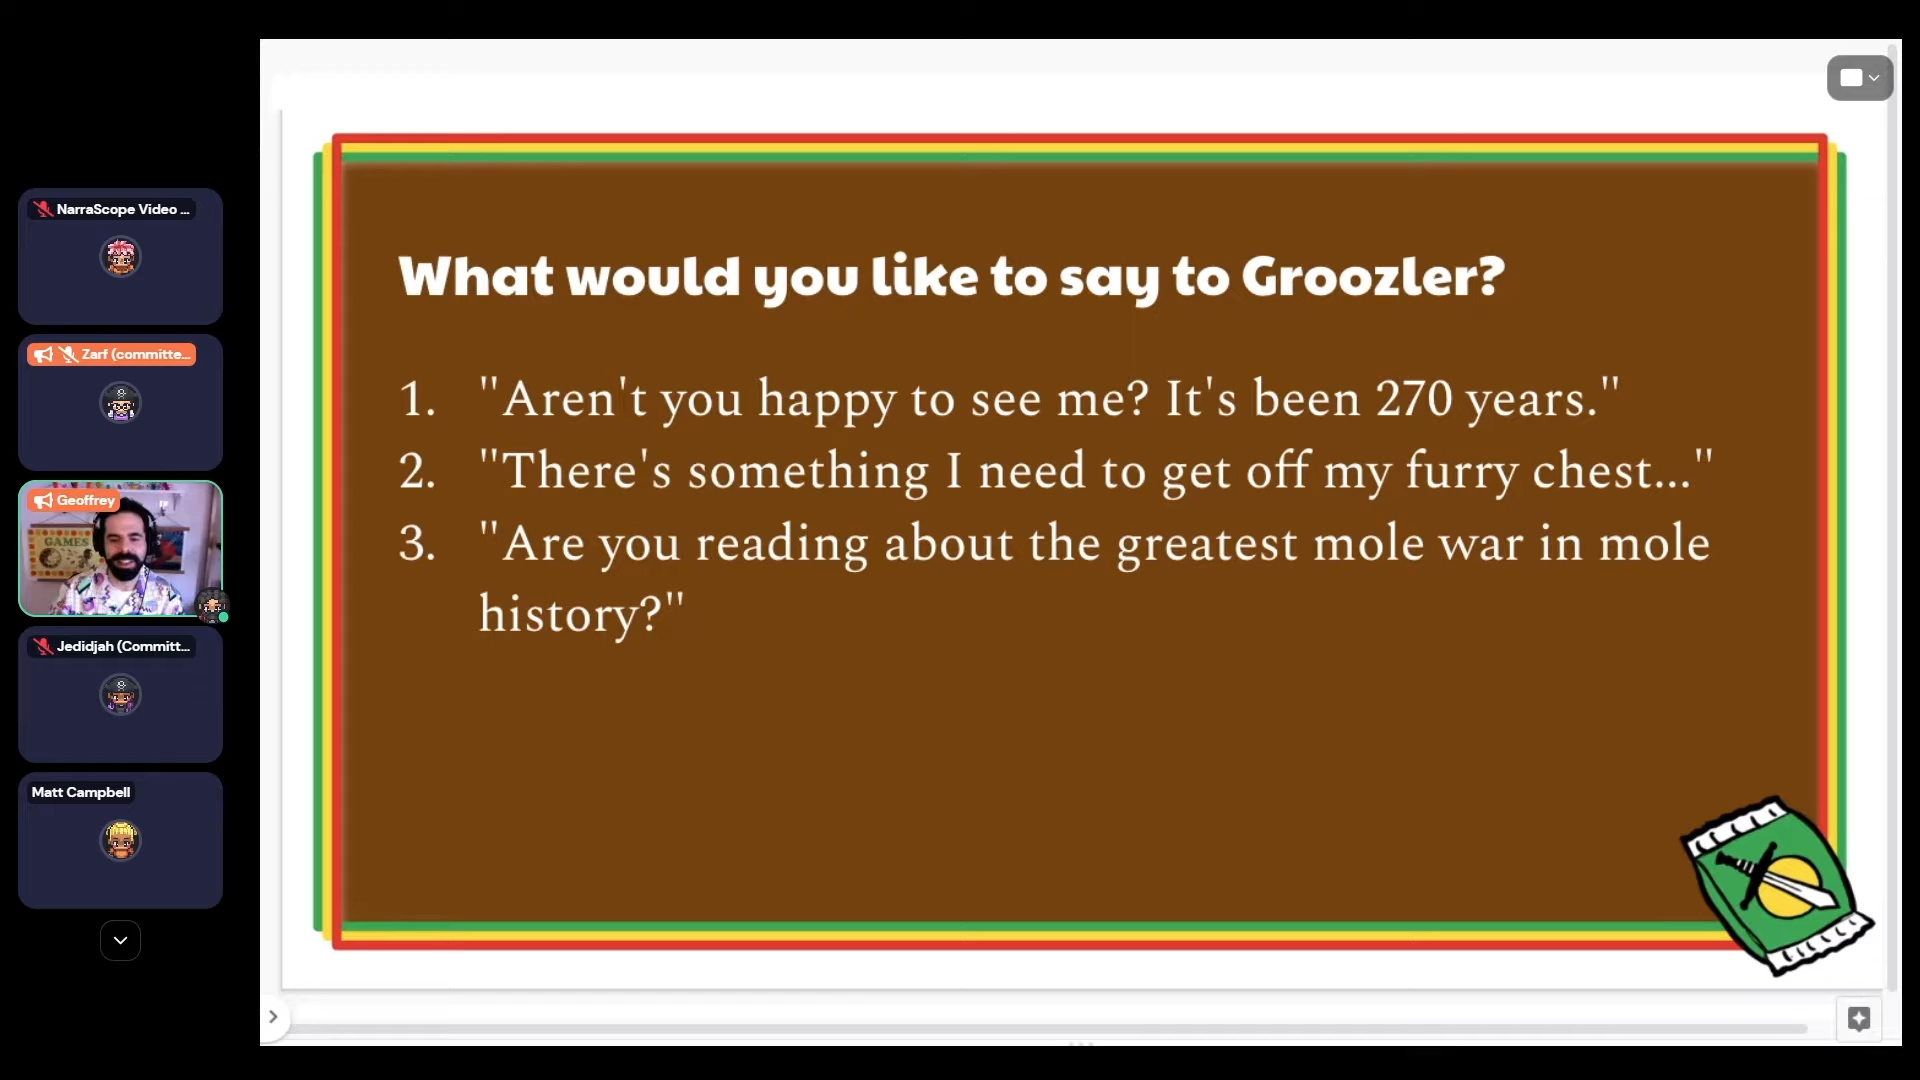 NarraScope Video ...
Zarf (committe...
Geoffrey
GAMES
Jedidjah (Committ...
Matt Campbell
What would you like to say to Groozler?
1. "Aren't you happy to see me? It's been 270 years."
2. "There's something I need to get off my furry chest..."
3. "Are you reading about the greatest mole war in mole
history?"